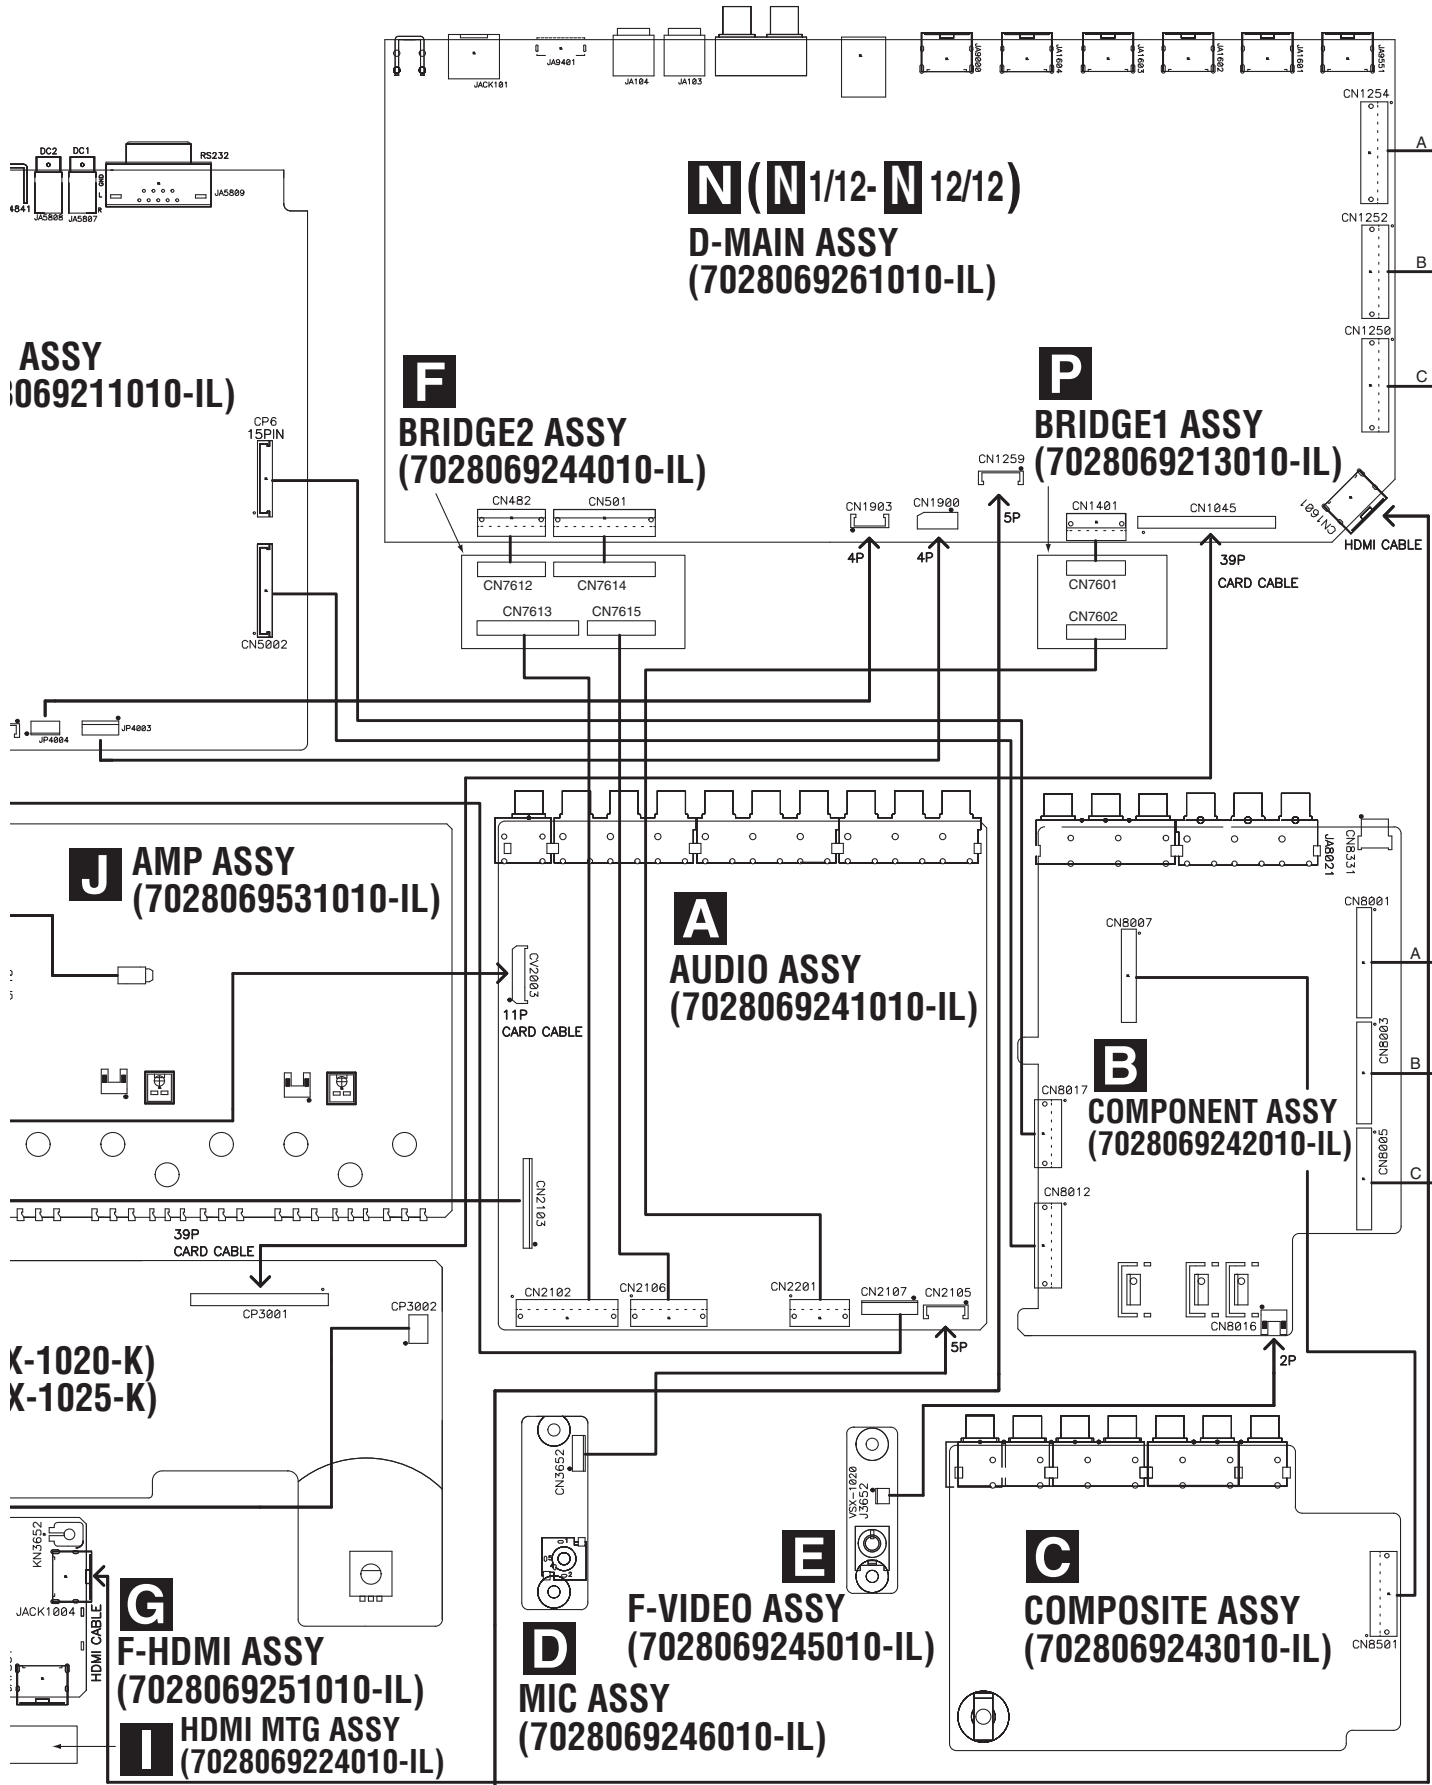 JACK101
JA9401
JA104
JA103
JA9000
JA1604
JA1603
JA1602
JA1601
JA9551
CN1254
A
DC2
DC1
RS232
GND
L
R
4841
JA5808
JA5807
JA5809
N ( N 1/12- N 12/12)
D-MAIN ASSY
(7028069261010-IL)
CN1252
B
CN1250
C
ASSY
069211010-IL)
CP6
15PIN
F
BRIDGE2 ASSY
(7028069244010-IL)
P
BRIDGE1 ASSY
(7028069213010-IL)
CN1259
5P
CN482
CN501
CN1903
CN1900
CN1401
CN1045
CN1601
HDMI CABLE
4P
4P
39P
CARD CABLE
CN7612
CN7614
CN7601
CN7613
CN7615
CN7602
CN5002
JP4004
JP4003
J
AMP ASSY
(7028069531010-IL)
A
AUDIO ASSY
(7028069241010-IL)
CV2003
11P
CARD CABLE
JA8021
CN8331
CN8007
CN8001
A
CN8003
B
B
COMPONENT ASSY
(7028069242010-IL)
CN8017
CN8005
C
CN8012
CN2103
39P
CARD CABLE
CP3001
CP3002
CN2102
CN2106
CN2201
CN2107
CN2105
5P
CN8016
2P
X-1020-K)
X-1025-K)
CN3652
VSX-1020
J3652
KN3652
JACK1004
HDMI CABLE
G
F-HDMI ASSY
(7028069251010-IL)
I
HDMI MTG ASSY
(7028069224010-IL)
D
MIC ASSY
(7028069246010-IL)
E
F-VIDEO ASSY
(7028069245010-IL)
C
COMPOSITE ASSY
(7028069243010-IL)
CN8501